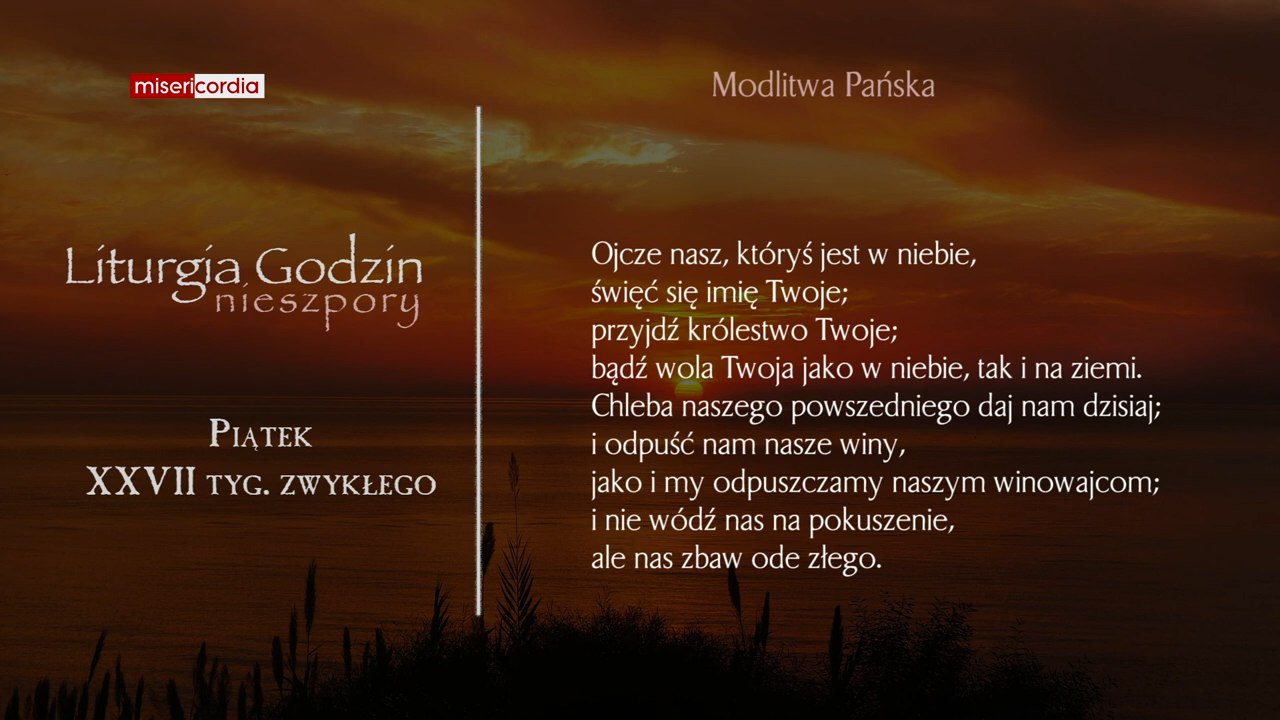 misericordia
Liturgia Godzin
nieszpory
Piątek
XXVII tyg. zwykłego
Modlitwa Pańska
Ojcze nasz, któryś jest w niebie,
święć się imię Twoje;
przyjdź królestwo Twoje;
bądź wola Twoja jako w niebie, tak i na ziemi.
Chleba naszego powszedniego daj nam dzisiaj;
i odpuść nam nasze winy,
jako i my odpuszczamy naszym winowajcom;
i nie wódź nas na pokuszenie,
ale nas zbaw ode złego.